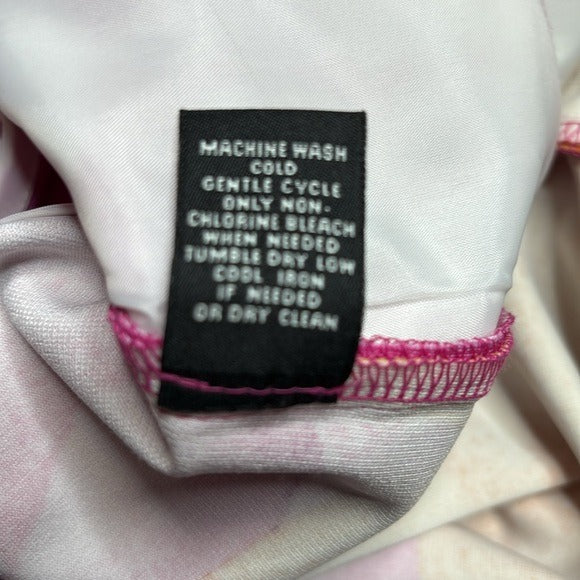 MACHINE WASH
COLD
GENTLE CYCLE
ONLY NON-
CHLORINE BLEACH
WHEN NEEDED
TUMBLE DRY LOW
COOL IRON
IF NEEDED
OR DRY CLEAN